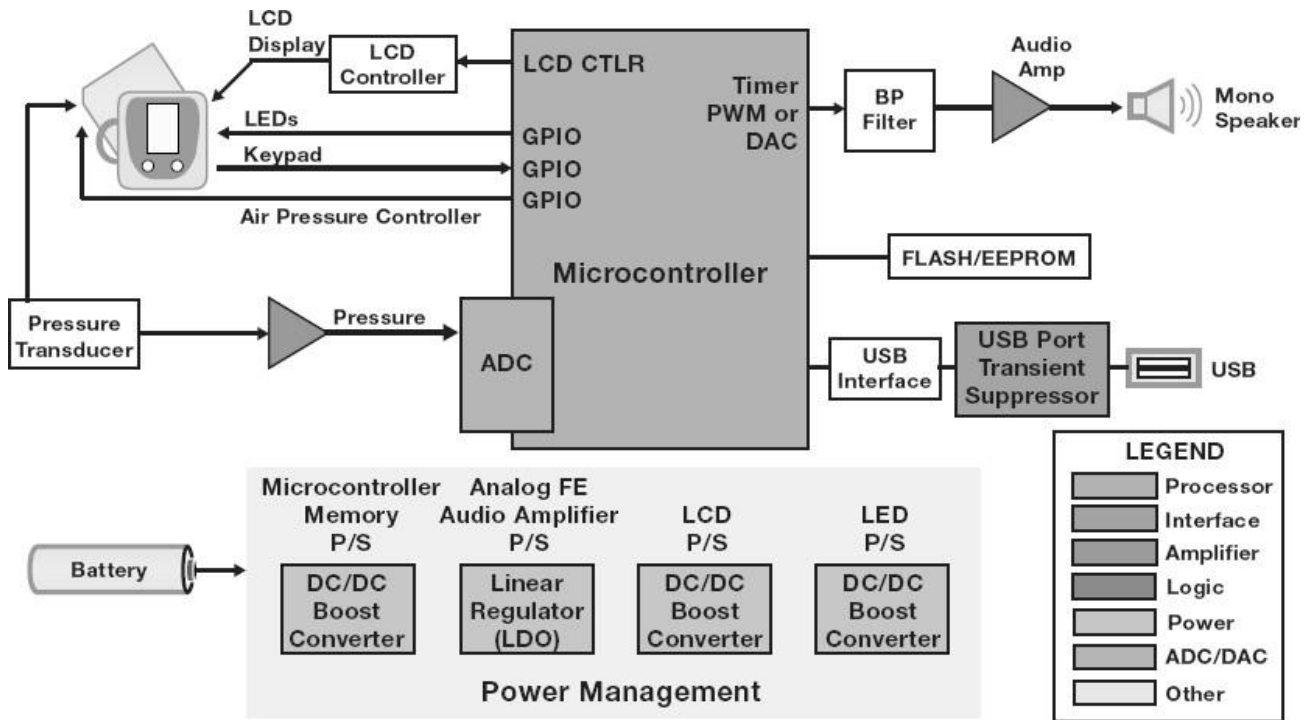 LCD
Display
LCD
Controller
LCD CTLR
LEDs
GPIO
Keypad
GPIO
GPIO
Air Pressure Controller
Timer
PWM or
DAC
BP
Filter
Audio
Amp
Mono
Speaker
Microcontroller
FLASH/EEPROM
Pressure
Transducer
Pressure
ADC
USB
Interface
USB Port
Transient
Suppressor
USB
Battery
Microcontroller
Memory
P/S
DC/DC
Boost
Converter
Analog FE
Audio Amplifier
P/S
Linear
Regulator
(LDO)
LCD
P/S
DC/DC
Boost
Converter
LED
P/S
DC/DC
Boost
Converter
Power Management
LEGEND
Processor
Interface
Amplifier
Logic
Power
ADC/DAC
Other